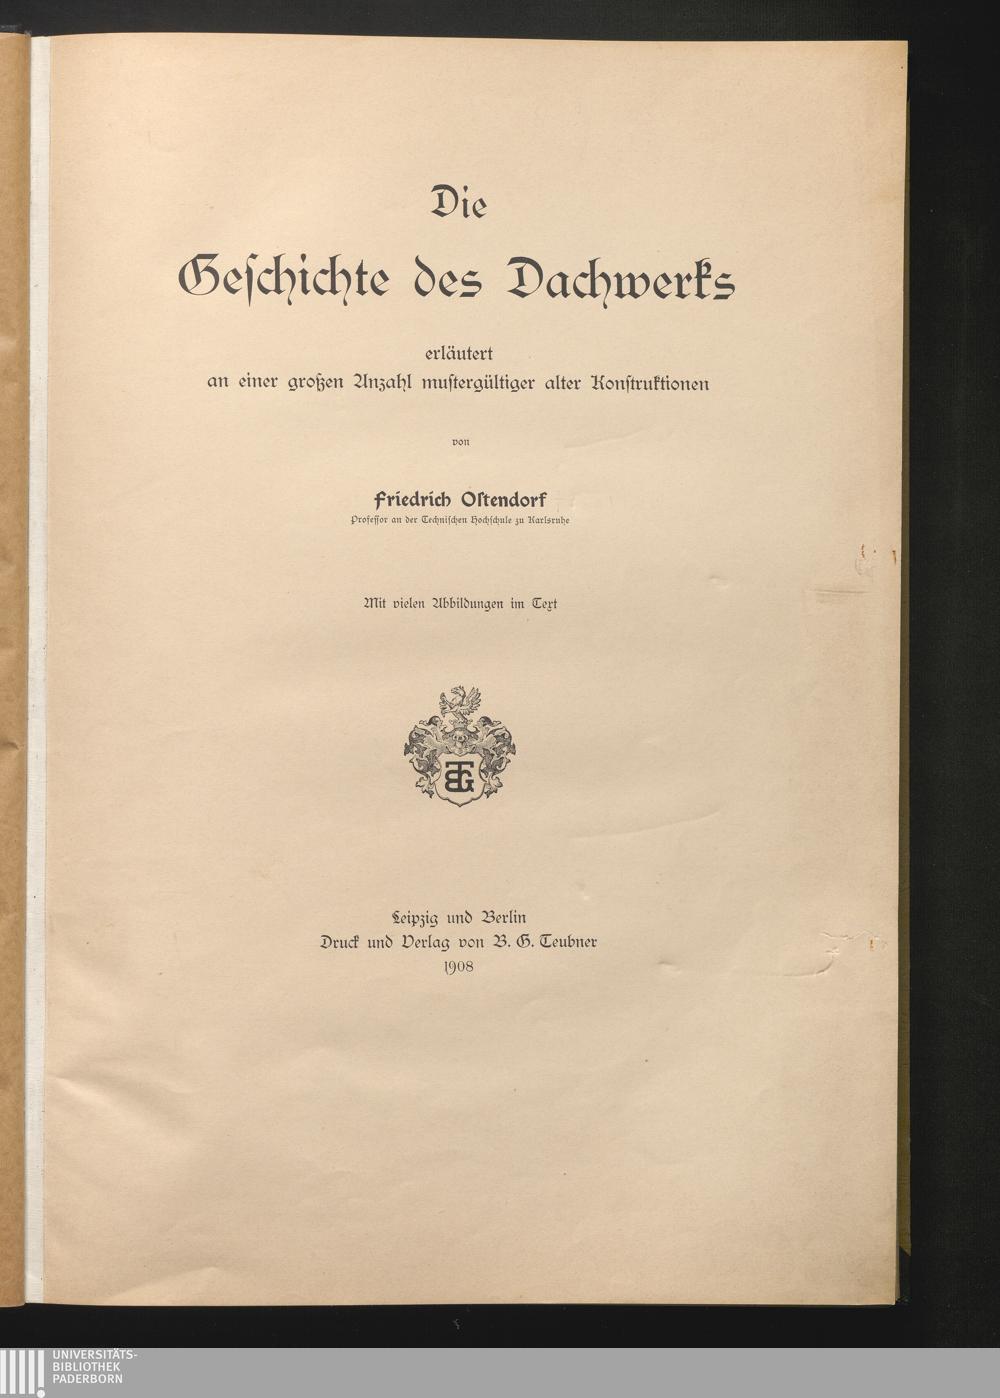 Die
Geſchichte des Dachwerks
erläutert
an einer großen Anzahl muſtergültiger alter Konſtruktionen
von
Friedrich Oſtendorf
Profeſſor an der Techniſchen Hochſchule zu Karlsruhe
Mit vielen Abbildungen im Text
BTG
Leipzig und Berlin
Druck und Verlag von B. G. Teubner
1908
UNIVERSITÄTS-
BIBLIOTHEK
PADERBORN